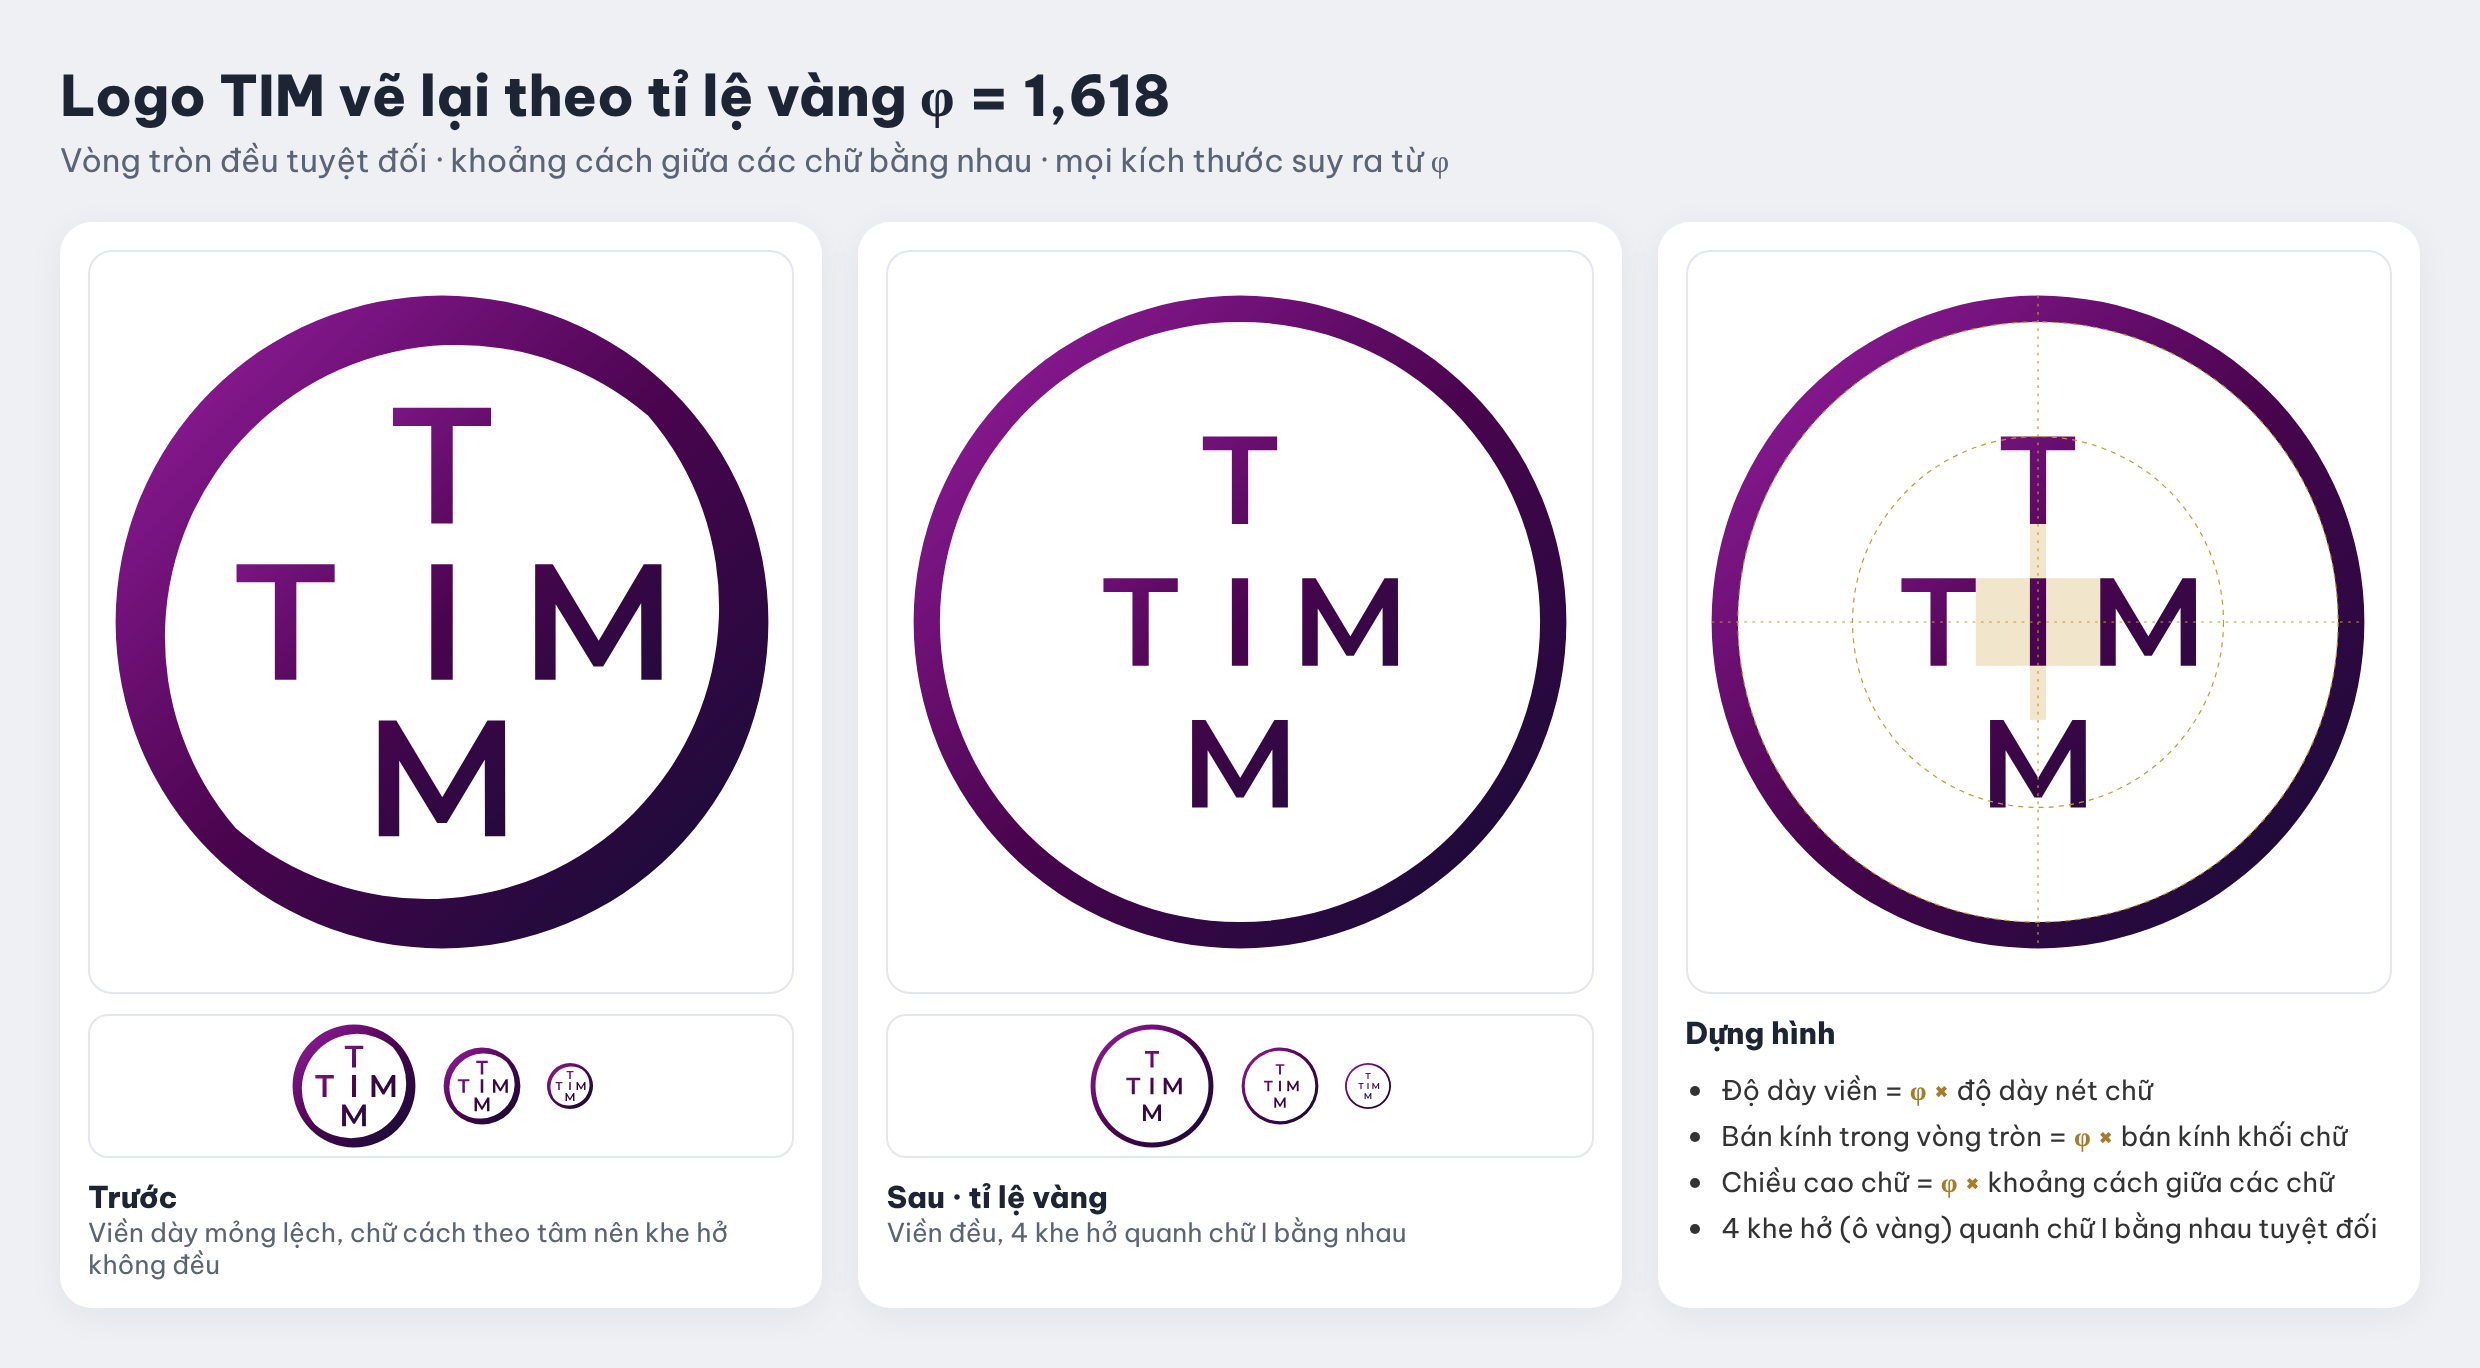 Logo TIM vẽ lại theo tỉ lệ vàng φ = 1,618
Vòng tròn đều tuyệt đối · khoảng cách giữa các chữ bằng nhau · mọi kích thước suy ra từ φ
T
T I M
M
T
T I M
M
T
T I M
M
T
T I M
M
T
T I M
M
T
T I M
M
Trước
Viền dày mỏng lệch, chữ cách theo tâm nên khe hở
không đều
T
T I M
M
T
T I M
M
T
T I M
M
Sau · tỉ lệ vàng
Viền đều, 4 khe hở quanh chữ I bằng nhau
Dựng hình
• Độ dày viền = φ × độ dày nét chữ
• Bán kính trong vòng tròn = φ × bán kính khối chữ
• Chiều cao chữ = φ × khoảng cách giữa các chữ
• 4 khe hở (ô vàng) quanh chữ I bằng nhau tuyệt đối